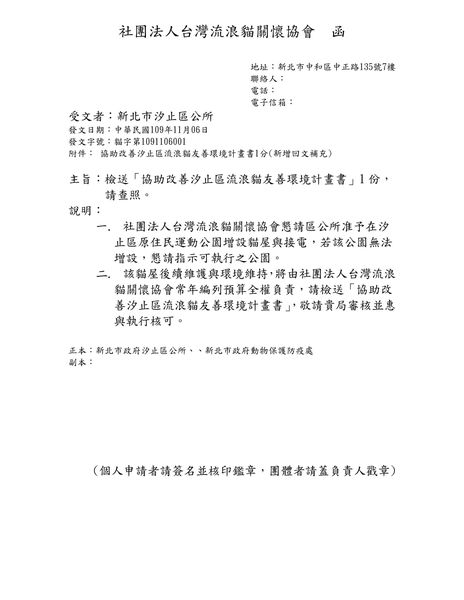 社團法人台灣流浪貓關懷協會　函
地址：新北市中和區中正路135號7樓
聯絡人：
電話：
電子信箱：
受文者：新北市汐止區公所
發文日期：中華民國109年11月06日
發文字號：貓字第1091106001
附件： 協助改善汐止區流浪貓友善環境計畫書1分(新增回文補充)
主旨：檢送「協助改善汐止區流浪貓友善環境計畫書」1 份，
請查照。
說明：
一. 社團法人台灣流浪貓關懷協會懇請區公所准予在汐
止區原住民運動公園增設貓屋與接電，若該公園無法
增設，懇請指示可執行之公園。
二. 該貓屋後續維護與環境維持，將由社團法人台灣流浪
貓關懷協會常年編列預算全權負責，請檢送「協助改
善汐止區流浪貓友善環境計畫書」，敬請貴局審核並惠
與執行核可。
正本：新北市政府汐止區公所、、新北市政府動物保護防疫處
副本：
（個人申請者請簽名並核印鑑章，團體者請蓋負責人戳章）